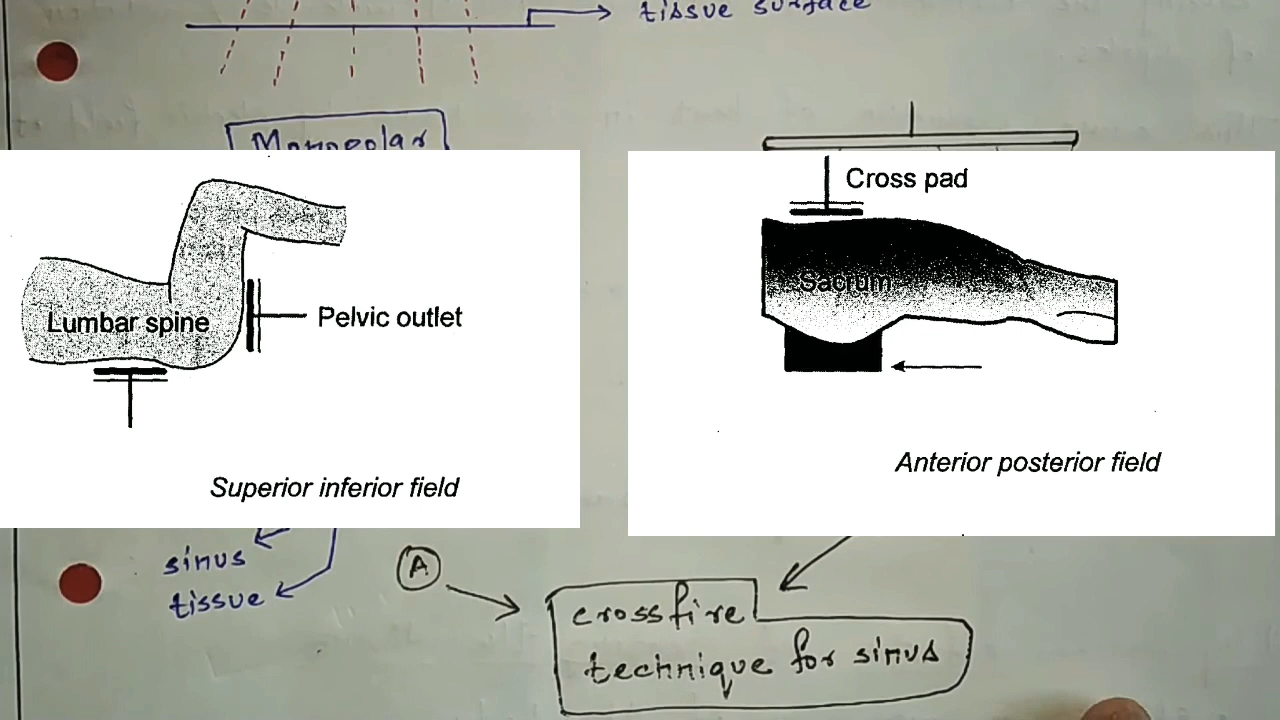 tissue surface
Monopolar
Cross pad
Sacrum
Lumbar spine
Pelvic outlet
Anterior posterior field
Superior inferior field
sinus
tissue
A
crossfire
technique for sinus